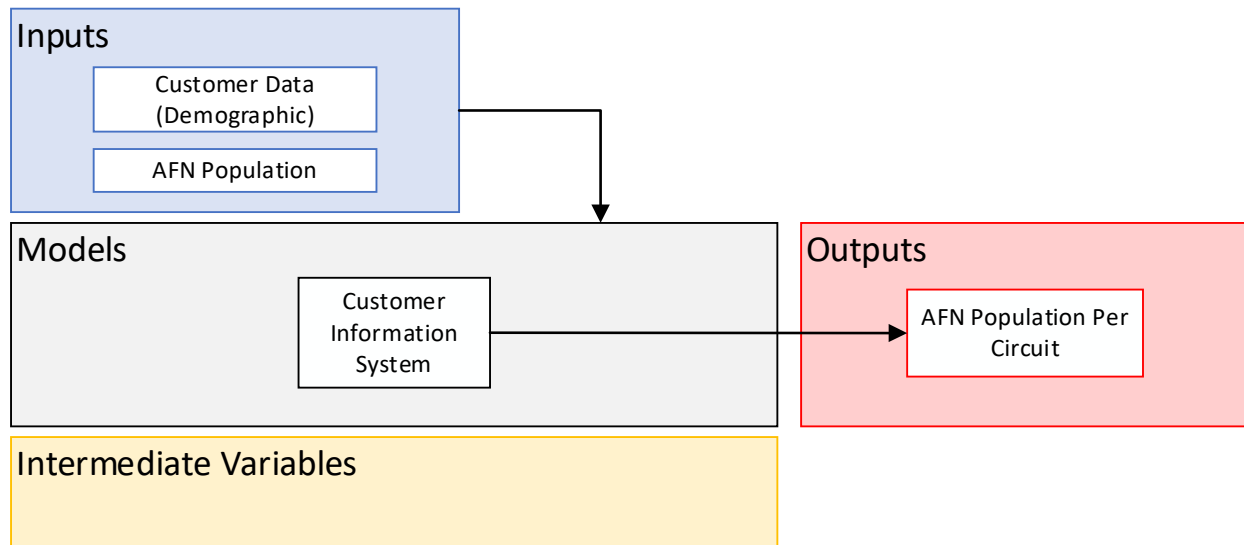 Inputs
Customer Data
(Demographic)
AFN Population
Models
Customer
Information
System
Outputs
AFN Population Per
Circuit
Intermediate Variables